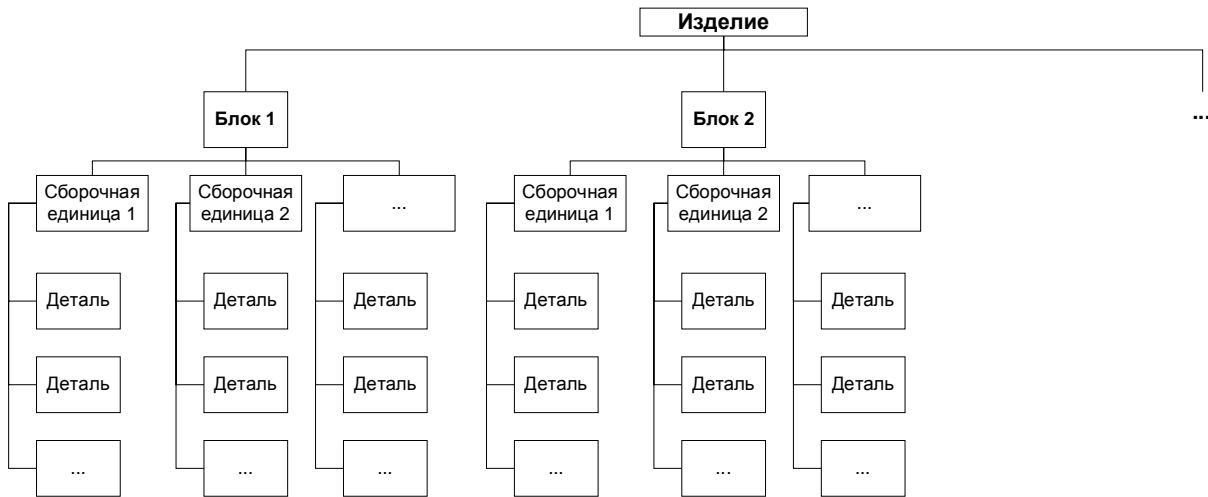 Изделие
Блок 1
Блок 2
...
Сборочная
единица 1
Сборочная
единица 2
...
Сборочная
единица 1
Сборочная
единица 2
...
Деталь
Деталь
Деталь
Деталь
Деталь
Деталь
Деталь
Деталь
Деталь
Деталь
Деталь
Деталь
...
...
...
...
...
...